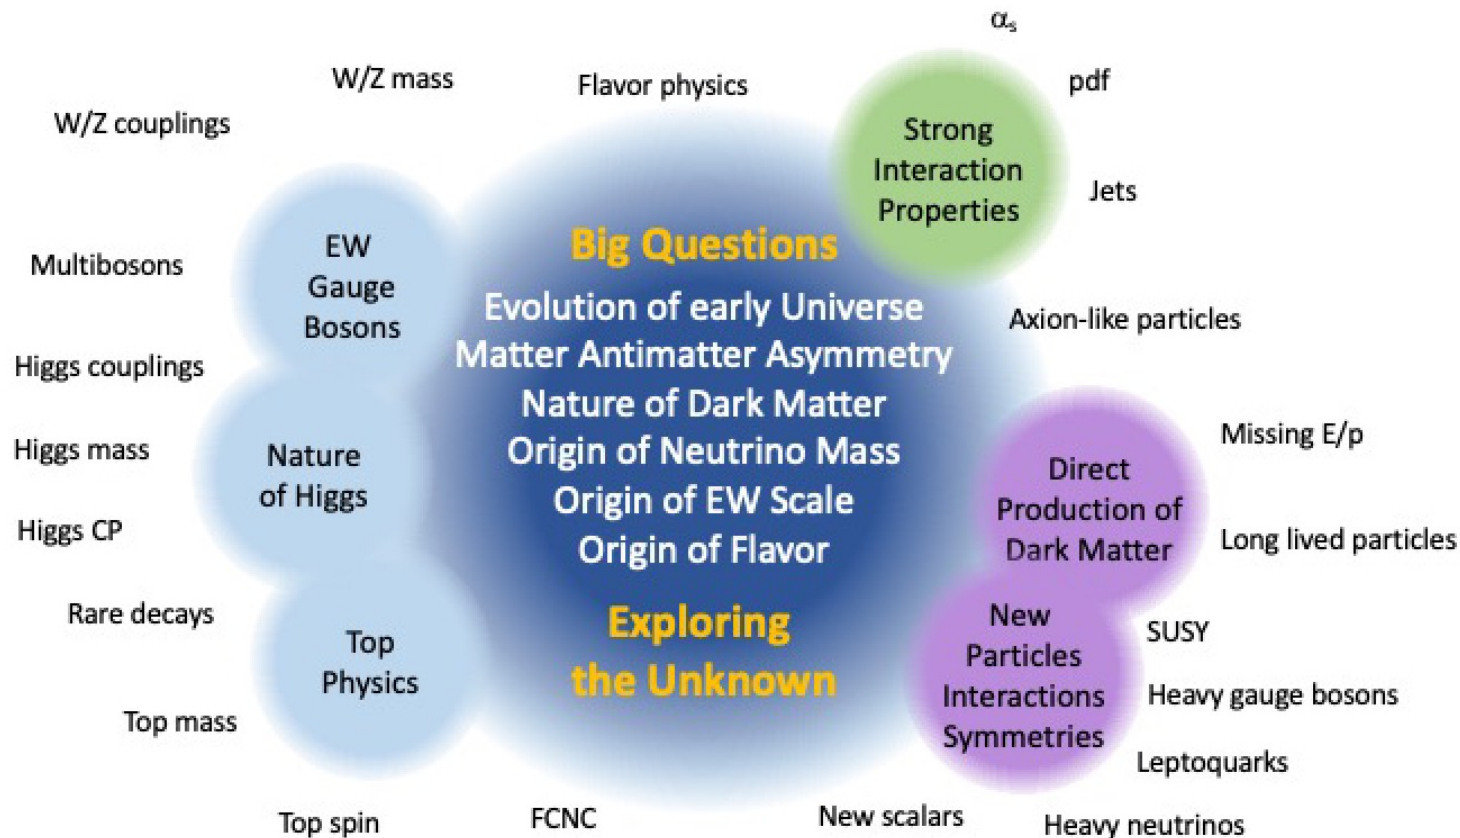 αs
W/Z mass
Flavor physics
pdf
W/Z couplings
Strong
Interaction
Properties
Jets
EW
Gauge
Bosons
Multibosons
Big Questions
Evolution of early Universe
Matter Antimatter Asymmetry
Nature of Dark Matter
Origin of Neutrino Mass
Origin of EW Scale
Origin of Flavor
Exploring
the Unknown
Axion-like particles
Higgs couplings
Higgs mass
Nature
of Higgs
Higgs CP
Missing E/p
Direct
Production of
Dark Matter
Long lived particles
Rare decays
Top
Physics
Top mass
New
Particles
Interactions
Symmetries
SUSY
Heavy gauge bosons
Leptoquarks
Top spin
FCNC
New scalars
Heavy neutrinos